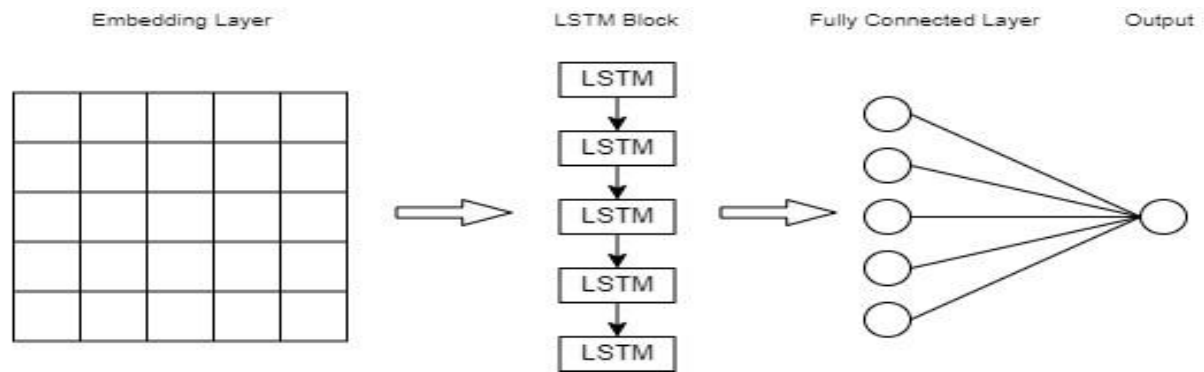 Embedding Layer
LSTM Block
Fully Connected Layer
Output
LSTM
LSTM
LSTM
LSTM
LSTM